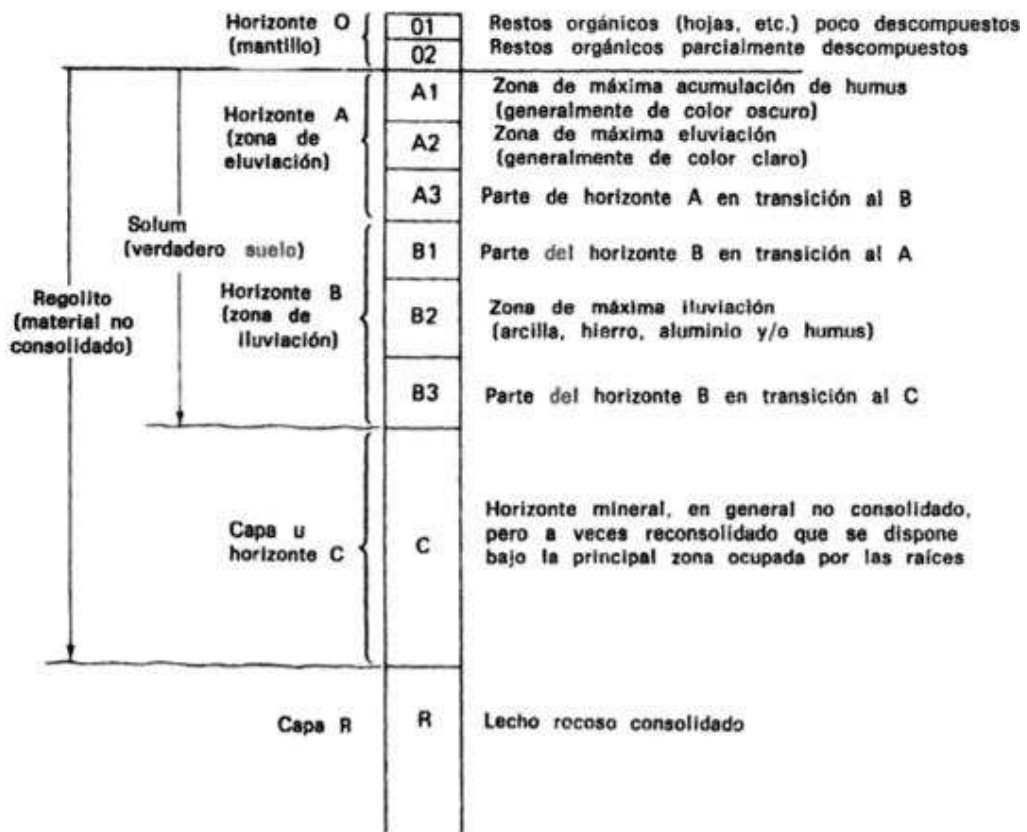 Horizonte O
(mantillo)
01
Restos orgánicos (hojas, etc.) poco descompuestos
02
Restos orgánicos parcialmente descompuestos
Horizonte A
(zona de
eluviación)
A1
Zona de máxima acumulación de humus
(generalmente de color oscuro)
A2
Zona de máxima eluviación
(generalmente de color claro)
A3
Parte de horizonte A en transición al B
Solum
(verdadero suelo)
B1
Parte del horizonte B en transición al A
Regolito
(material no
consolidado)
Horizonte B
(zona de
iluviación)
B2
Zona de máxima iluviación
(arcilla, hierro, aluminio y/o humus)
B3
Parte del horizonte B en transición al C
Capa u
horizonte C
C
Horizonte mineral, en general no consolidado,
pero a veces reconsolidado que se dispone
bajo la principal zona ocupada por las raíces
Capa R
R
Lecho rocoso consolidado